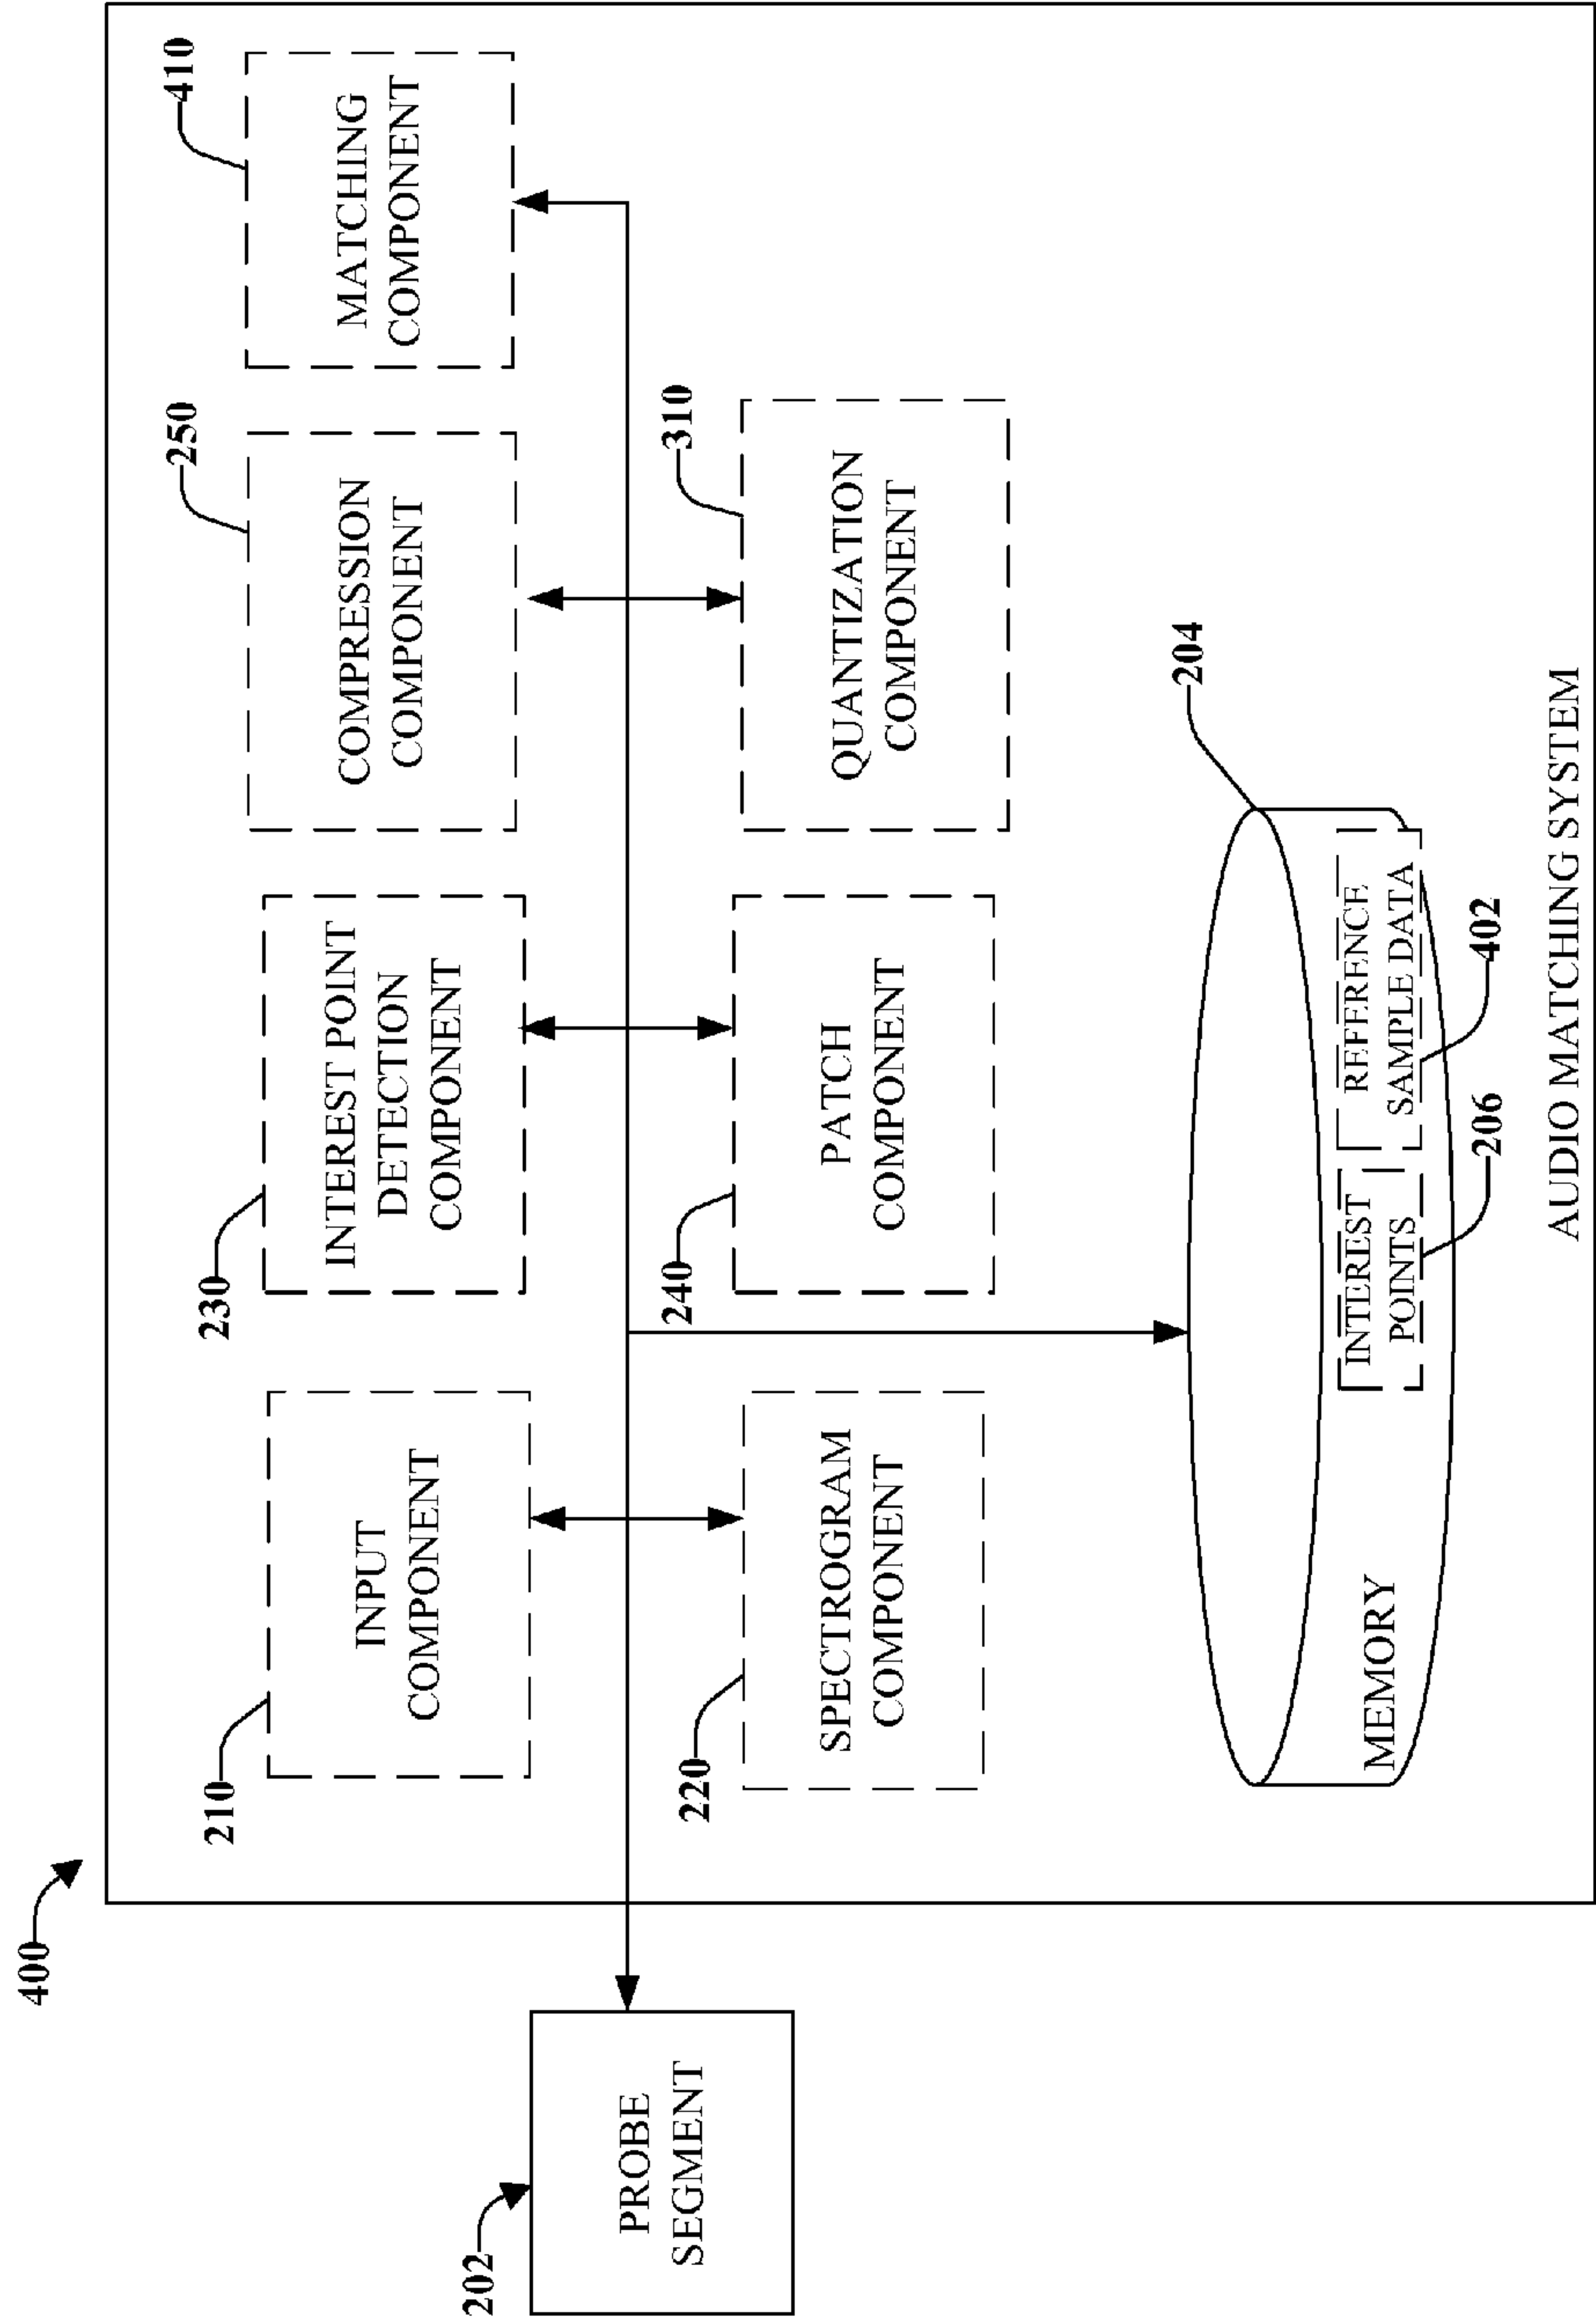 400
202
PROBE
SEGMENT
210
INPUT
COMPONENT
230
INTEREST POINT
DETECTION
COMPONENT
250
COMPRESSION
COMPONENT
410
MATCHING
COMPONENT
220
SPECTROGRAM
COMPONENT
240
PATCH
COMPONENT
310
QUANTIZATION
COMPONENT
204
MEMORY
INTEREST
POINTS
REFERENCE
SAMPLE DATA
206
402
AUDIO MATCHING SYSTEM